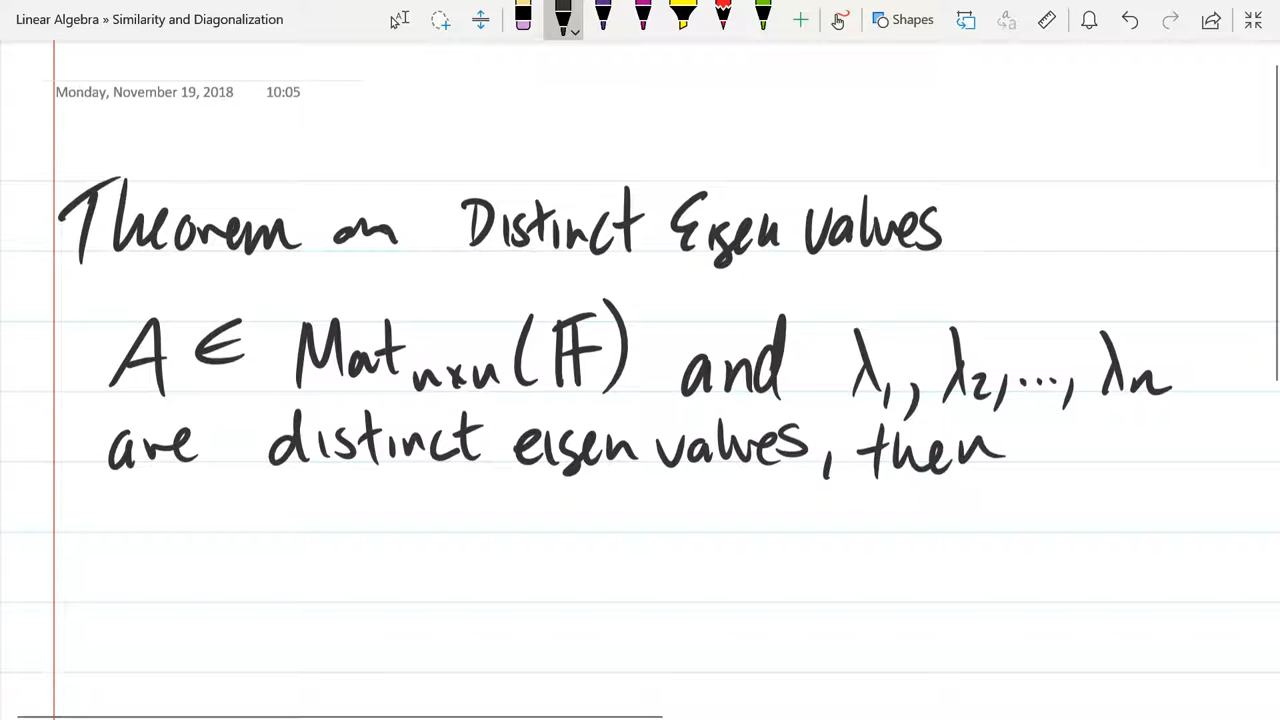 Linear Algebra » Similarity and Diagonalization
Shapes
Monday, November 19, 2018 10:05
Theorem on Distinct Eigen values
A ∈ Mat n×n (𝔽) and λ₁, λ₂, ..., λn
are distinct eigen values, then